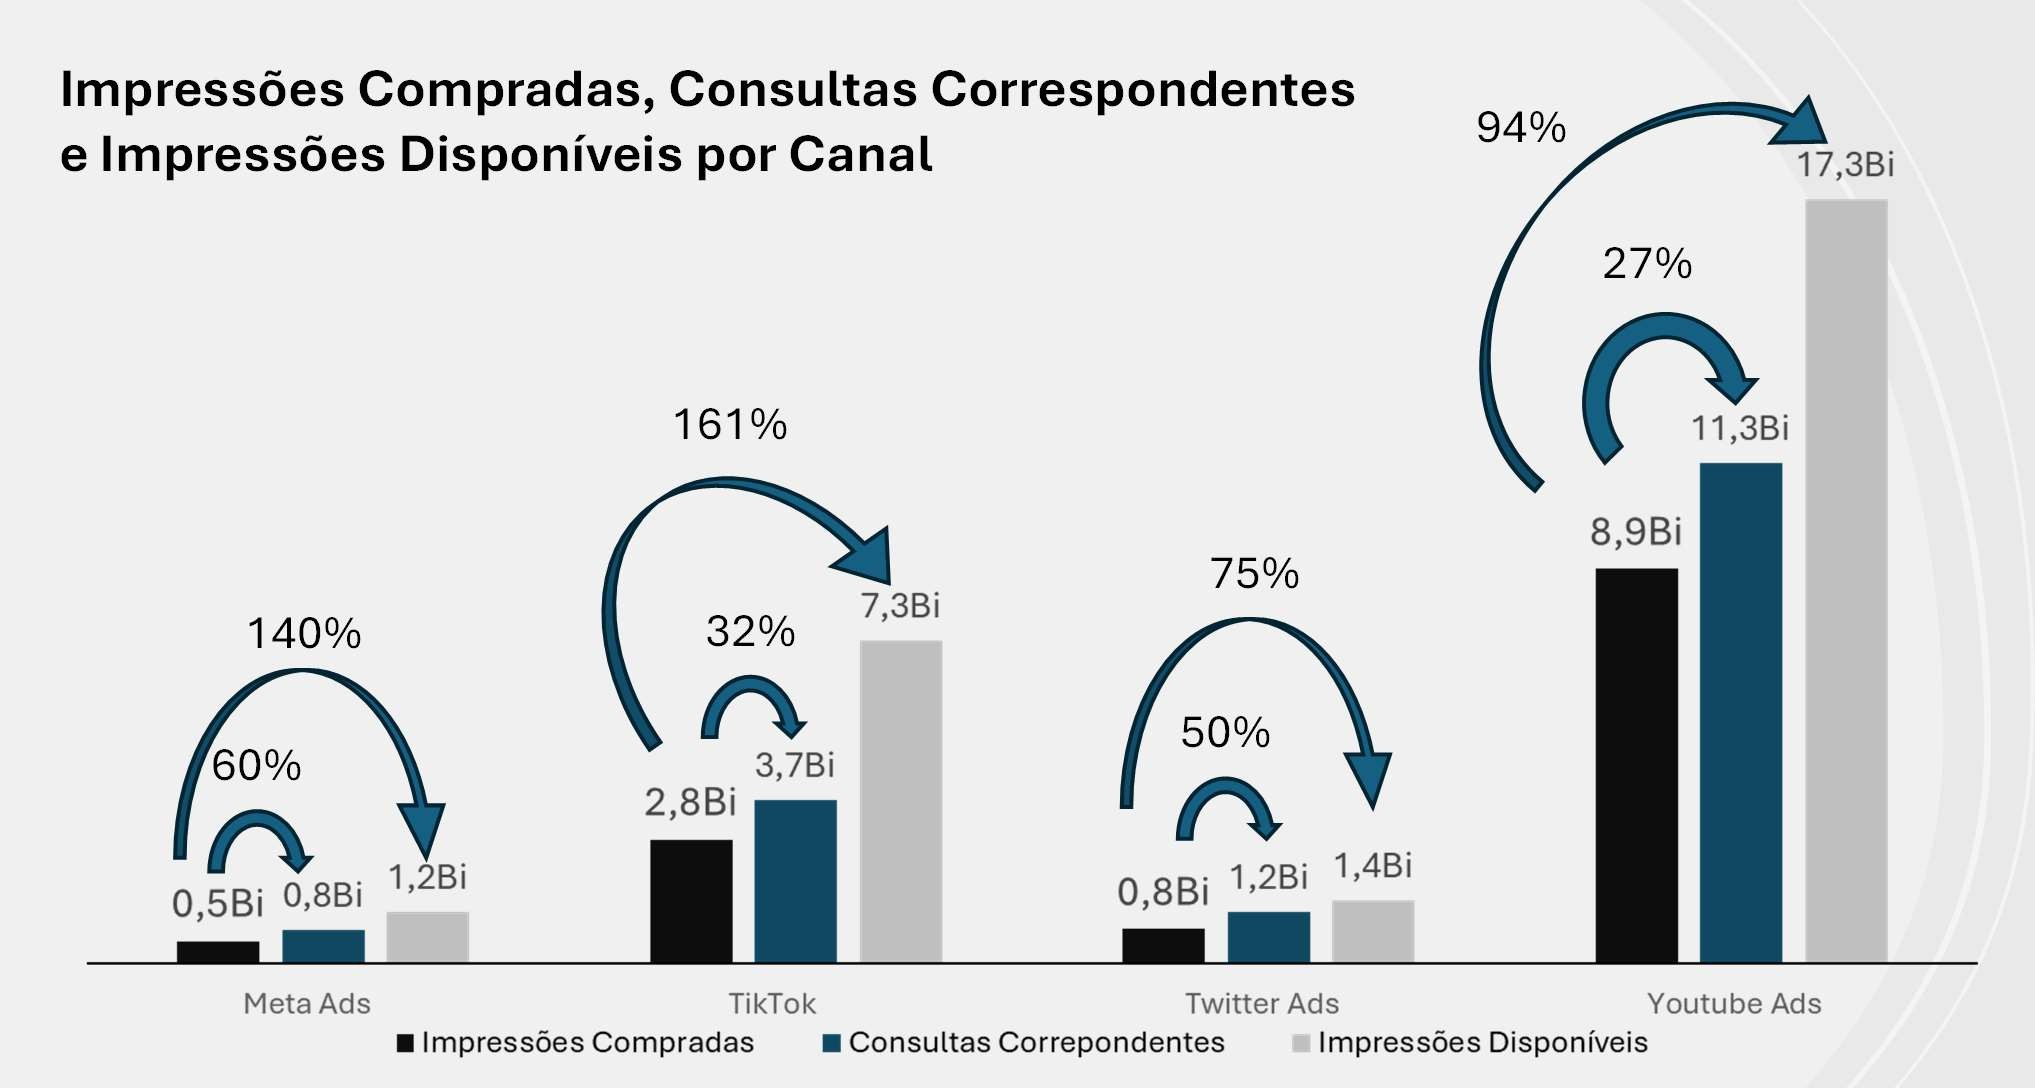 Impressões Compradas, Consultas Correspondentes
e Impressões Disponíveis por Canal
94%
17,3Bi
27%
11,3Bi
8,9Bi
161%
7,3Bi
32%
3,7Bi
2,8Bi
75%
50%
1,4Bi
1,2Bi
0,8Bi
140%
60%
1,2Bi
0,8Bi
0,5Bi
Meta Ads
TikTok
Twitter Ads
Youtube Ads
Impressões Compradas
Consultas Correpondentes
Impressões Disponíveis